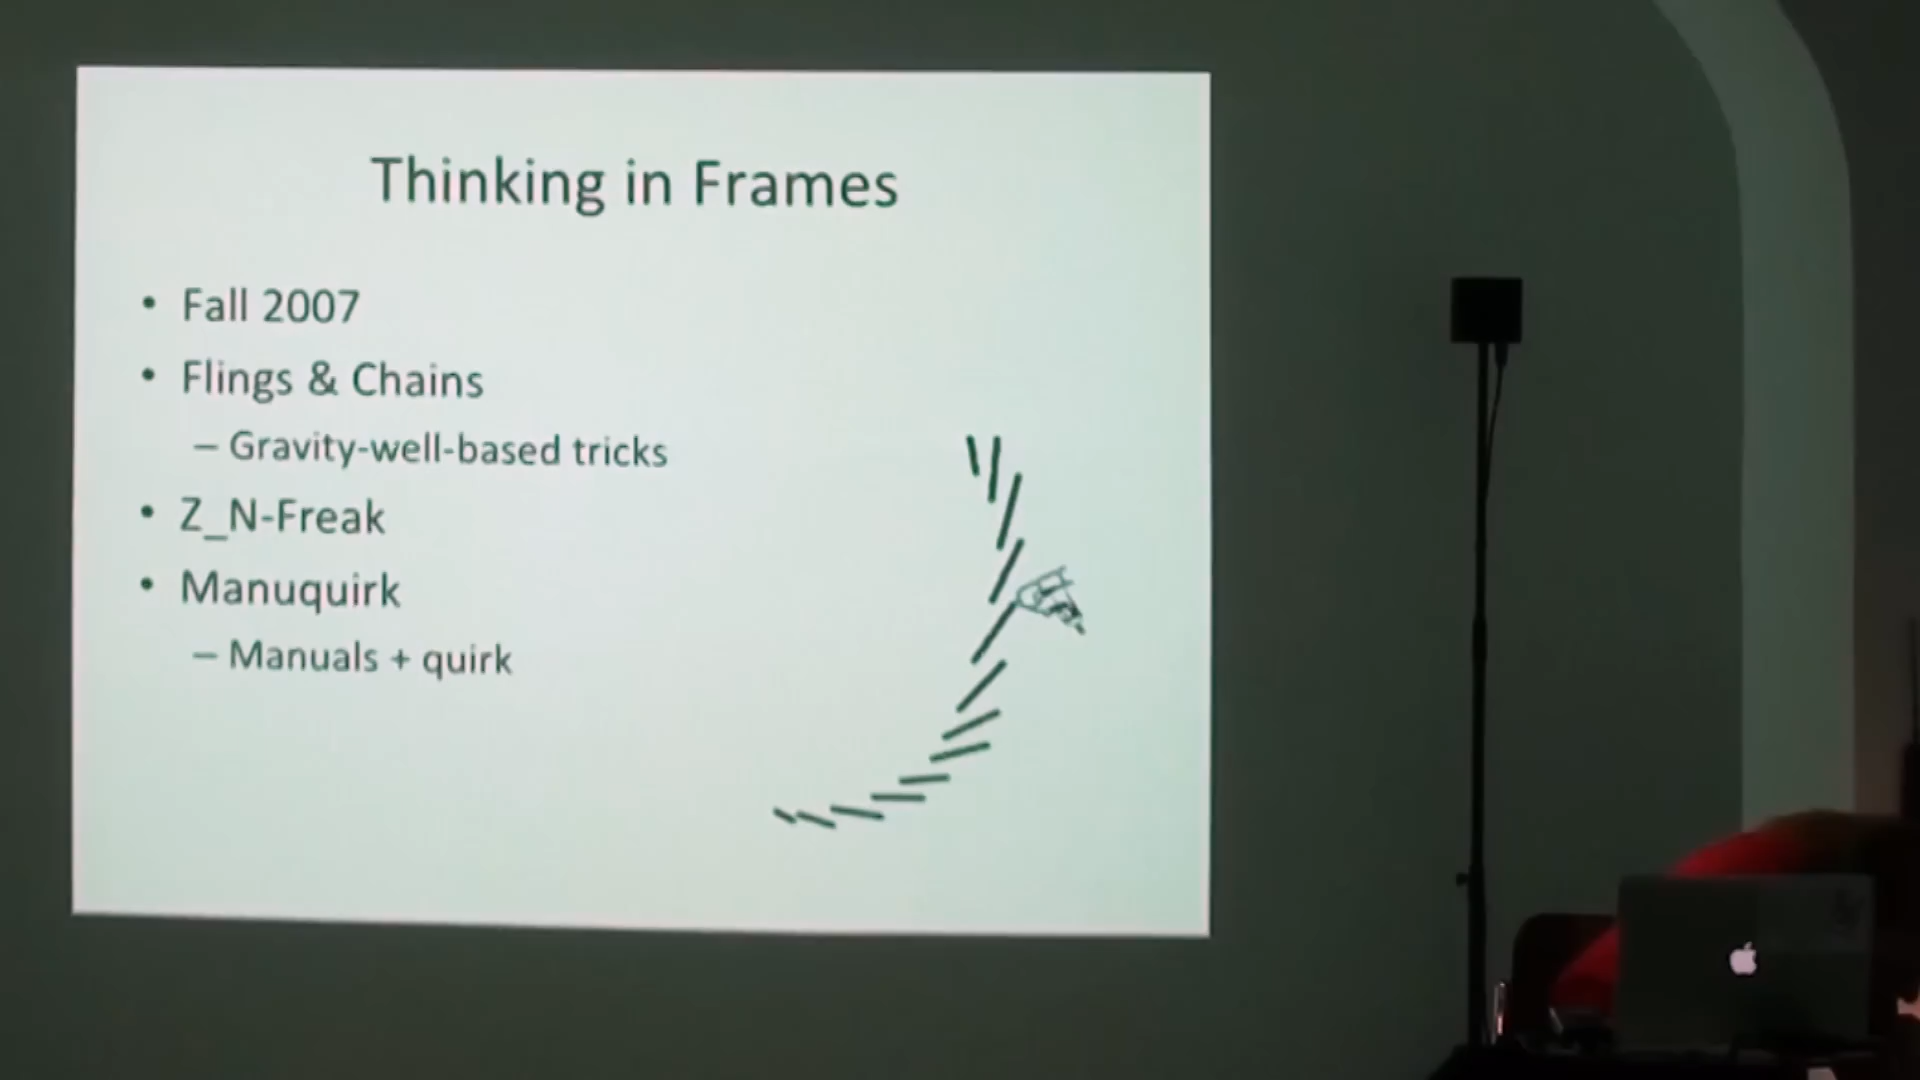 Thinking in Frames
• Fall 2007
• Flings & Chains
– Gravity-well-based tricks
• Z_N-Freak
• Manuquirk
– Manuals + quirk